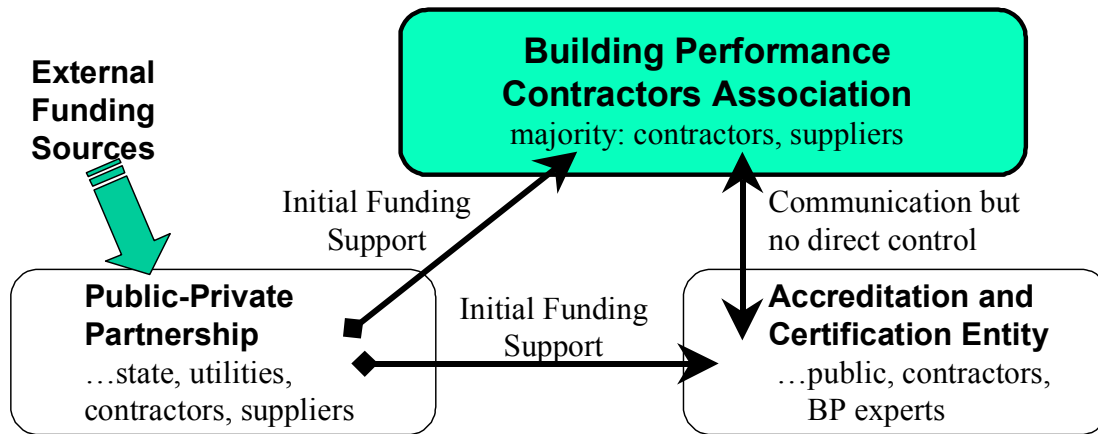 External
Funding
Sources
Building Performance
Contractors Association
majority: contractors, suppliers
Initial Funding
Support
Communication but
no direct control
Public-Private
Partnership
…state, utilities,
contractors, suppliers
Initial Funding
Support
Accreditation and
Certification Entity
…public, contractors,
BP experts